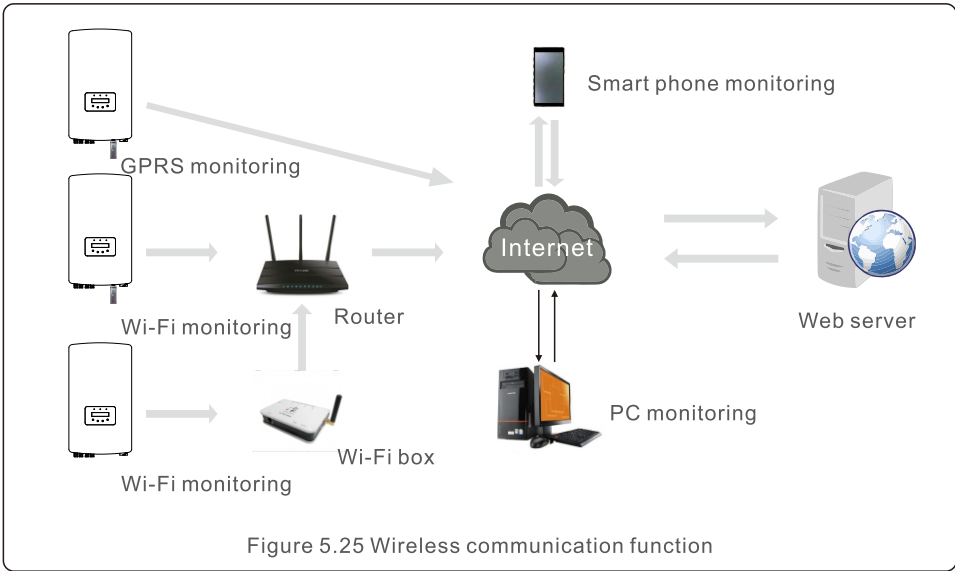 Smart phone monitoring
GPRS monitoring
Internet
Wi-Fi monitoring
Router
Web server
PC monitoring
Wi-Fi box
Wi-Fi monitoring
Figure 5.25 Wireless communication function